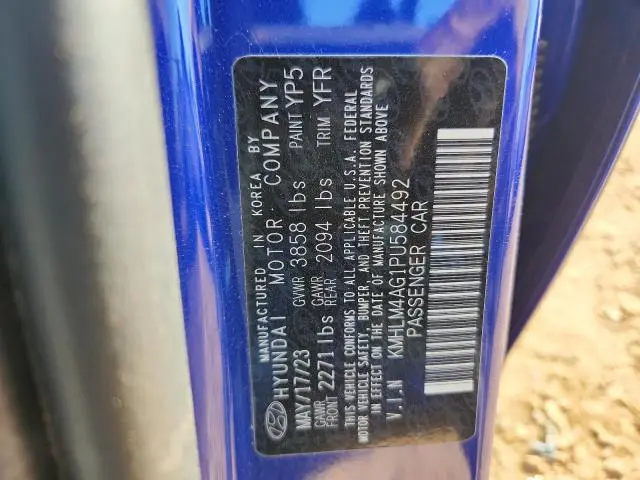 MANUFACTURED IN KOREA BY
HYUNDAI MOTOR COMPANY
MAY/17/23 GVWR 3858 lbs PAINT YP5
GAWR FRONT 2271 lbs GAWR REAR 2094 lbs TRIM YFR
THIS VEHICLE CONFORMS TO ALL APPLICABLE U.S.A. FEDERAL
MOTOR VEHICLE SAFETY, BUMPER, AND THEFT PREVENTION STANDARDS
IN EFFECT ON THE DATE OF MANUFACTURE SHOWN ABOVE
V.I.N KMHLM4AG1PU584492
PASSENGER CAR